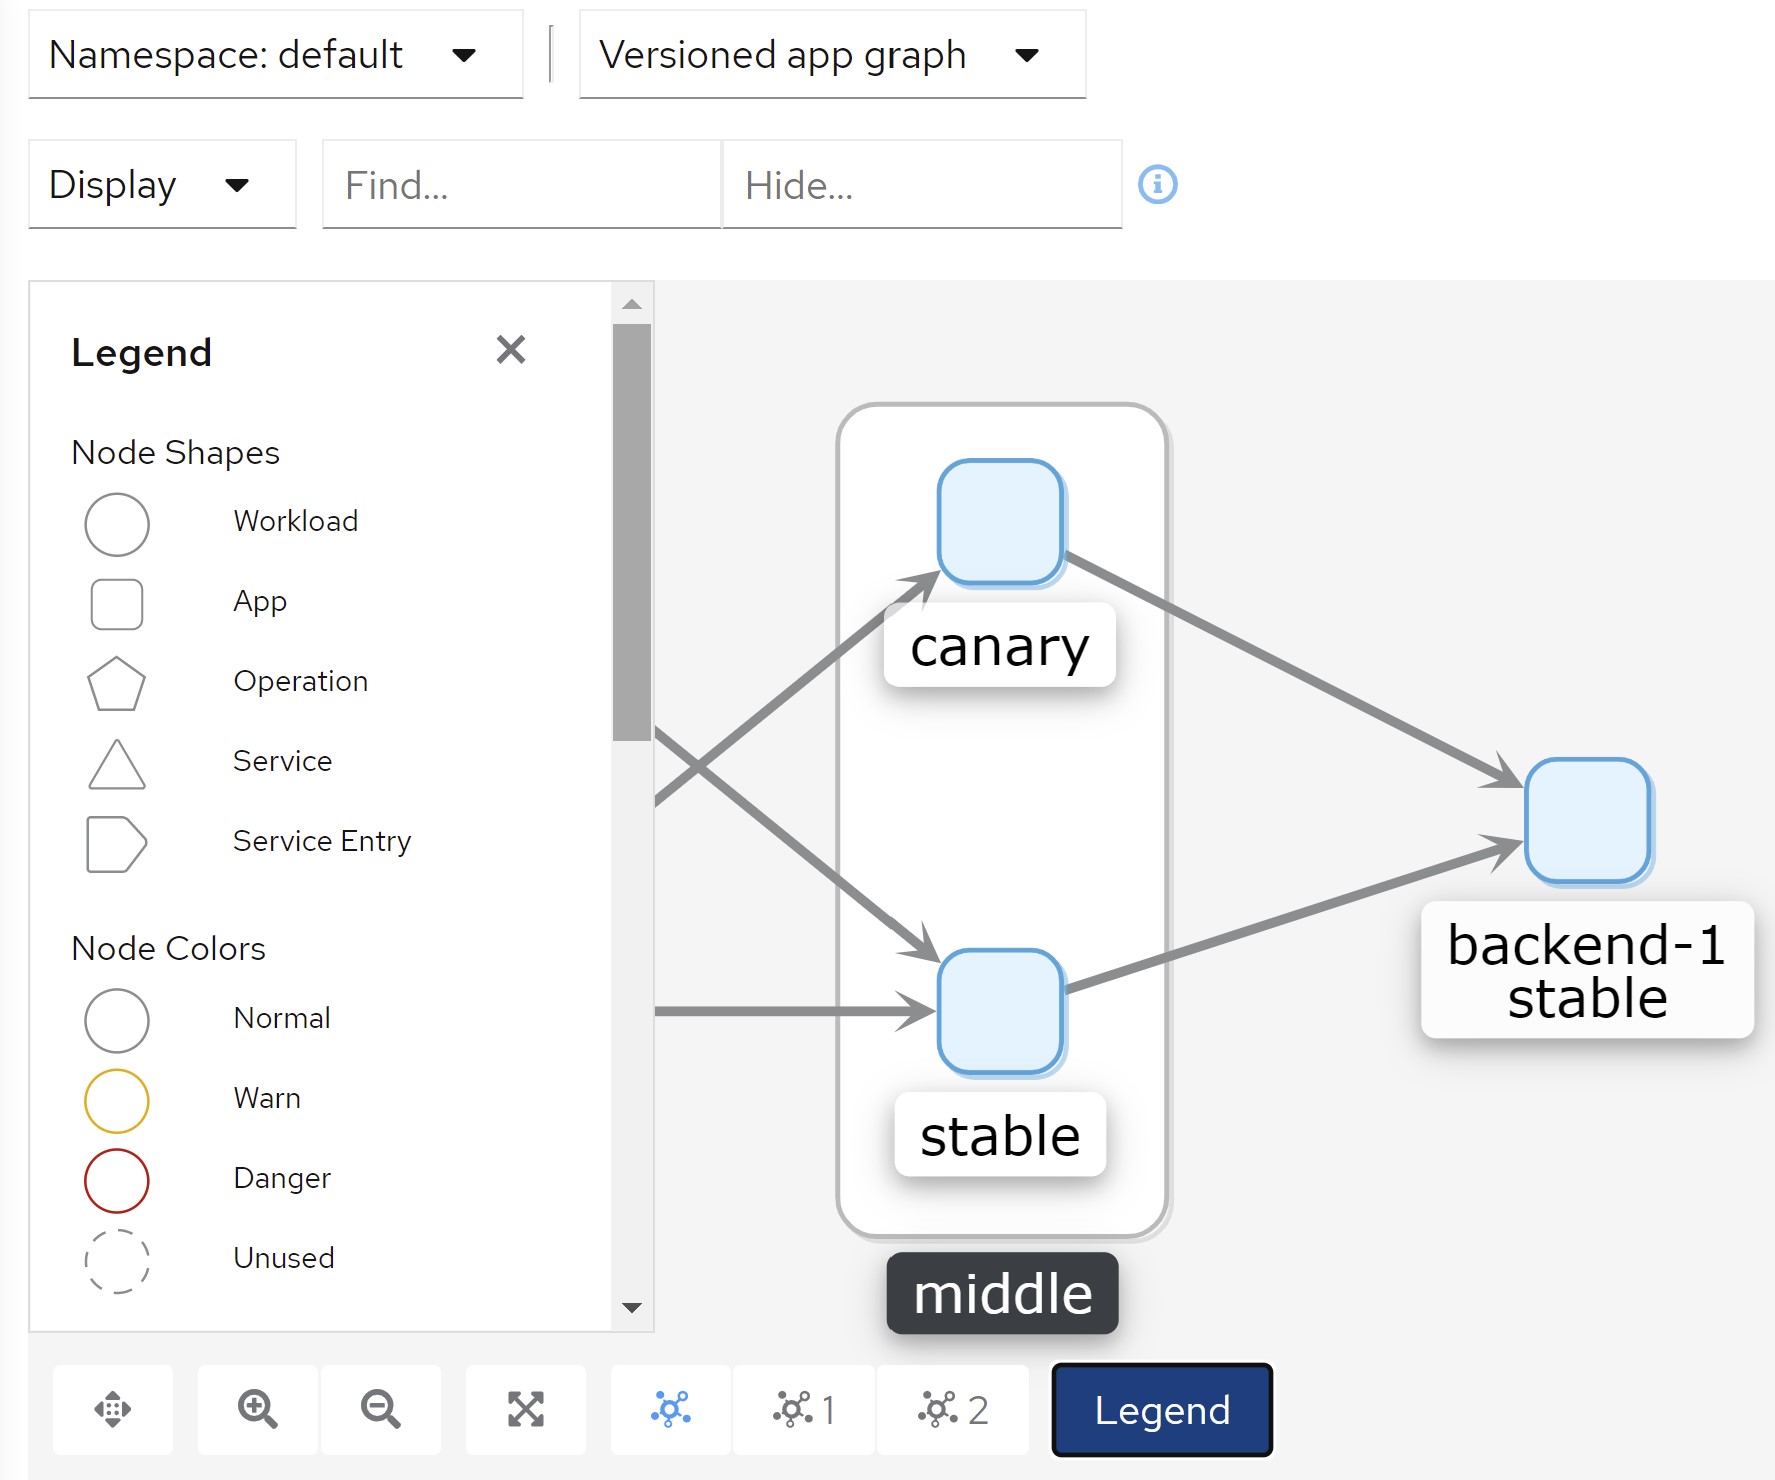 Namespace: default
Versioned app graph
Display
Find...
Hide...
Legend
Node Shapes
Workload
App
Operation
Service
Service Entry
Node Colors
Normal
Warn
Danger
Unused
canary
stable
middle
backend-1
stable
1
2
Legend